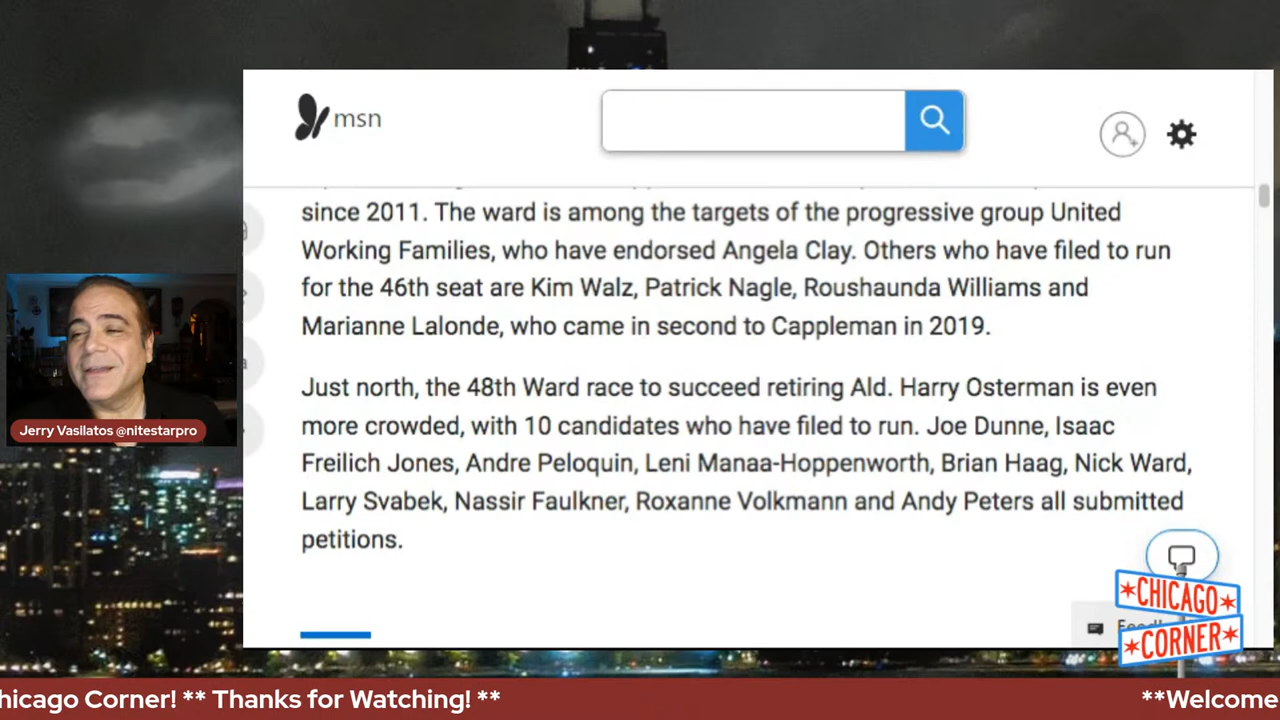 msn
since 2011. The ward is among the targets of the progressive group United
Working Families, who have endorsed Angela Clay. Others who have filed to run
for the 46th seat are Kim Walz, Patrick Nagle, Roushaunda Williams and
Marianne Lalonde, who came in second to Cappleman in 2019.
Just north, the 48th Ward race to succeed retiring Ald. Harry Osterman is even
more crowded, with 10 candidates who have filed to run. Joe Dunne, Isaac
Freilich Jones, Andre Peloquin, Leni Manaa-Hoppenworth, Brian Haag, Nick Ward,
Larry Svabek, Nassir Faulkner, Roxanne Volkmann and Andy Peters all submitted
petitions.
Jerry Vasilatos @nitestarpro
*CHICAGO*
*CORNER*
hicago Corner! ** Thanks for Watching! **
**Welcome